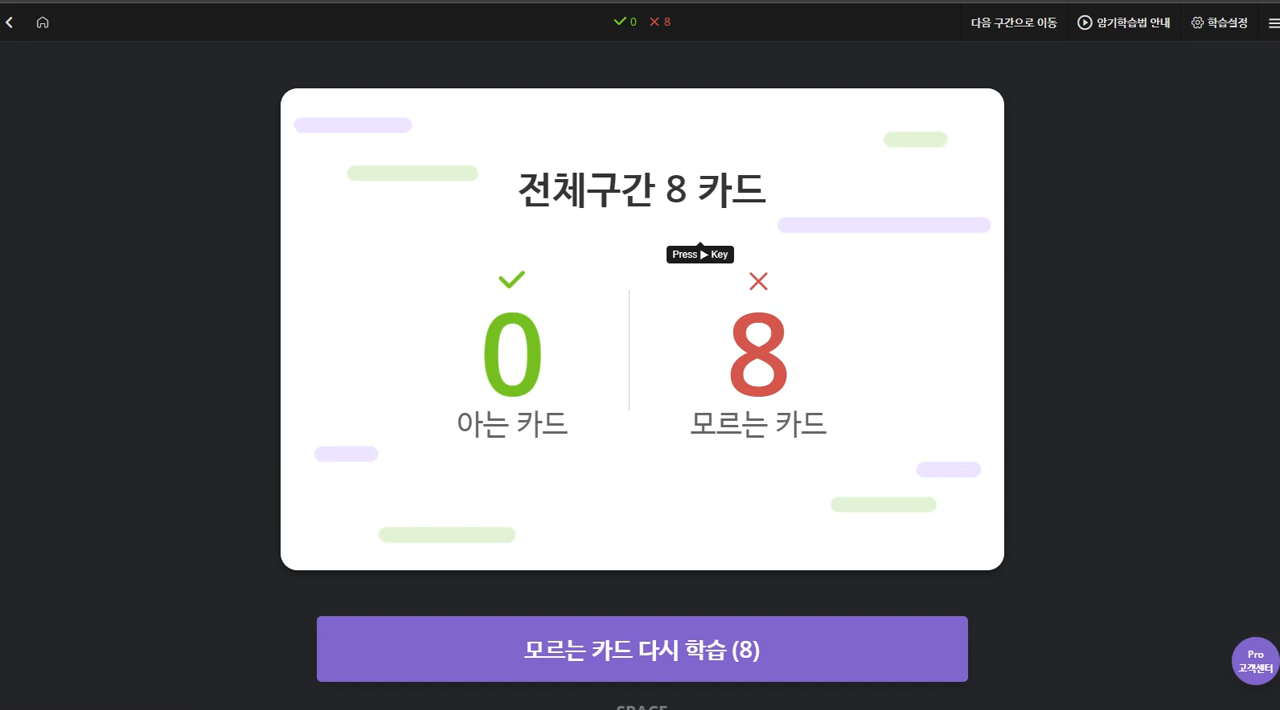 0 8 다음 구간으로 이동 암기학습법 안내 학습설정
전체구간 8 카드
Press ▶ Key
0 8
아는 카드 모르는 카드
모르는 카드 다시 학습 (8)
Pro
고객센터
SPACE